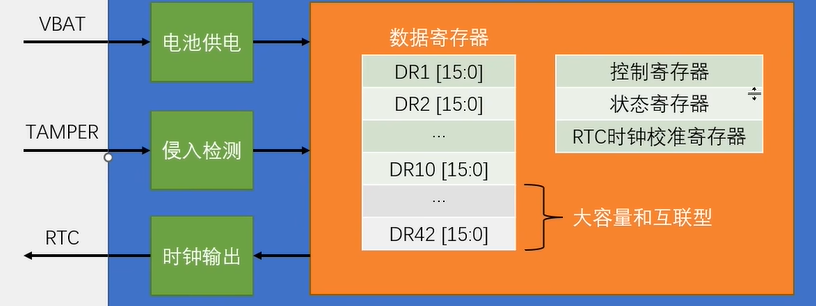 VBAT
电池供电
TAMPER
侵入检测
RTC
时钟输出
数据寄存器
DR1 [15:0]
DR2 [15:0]
...
DR10 [15:0]
...
DR42 [15:0]
控制寄存器
状态寄存器
RTC时钟校准寄存器
大容量和互联型